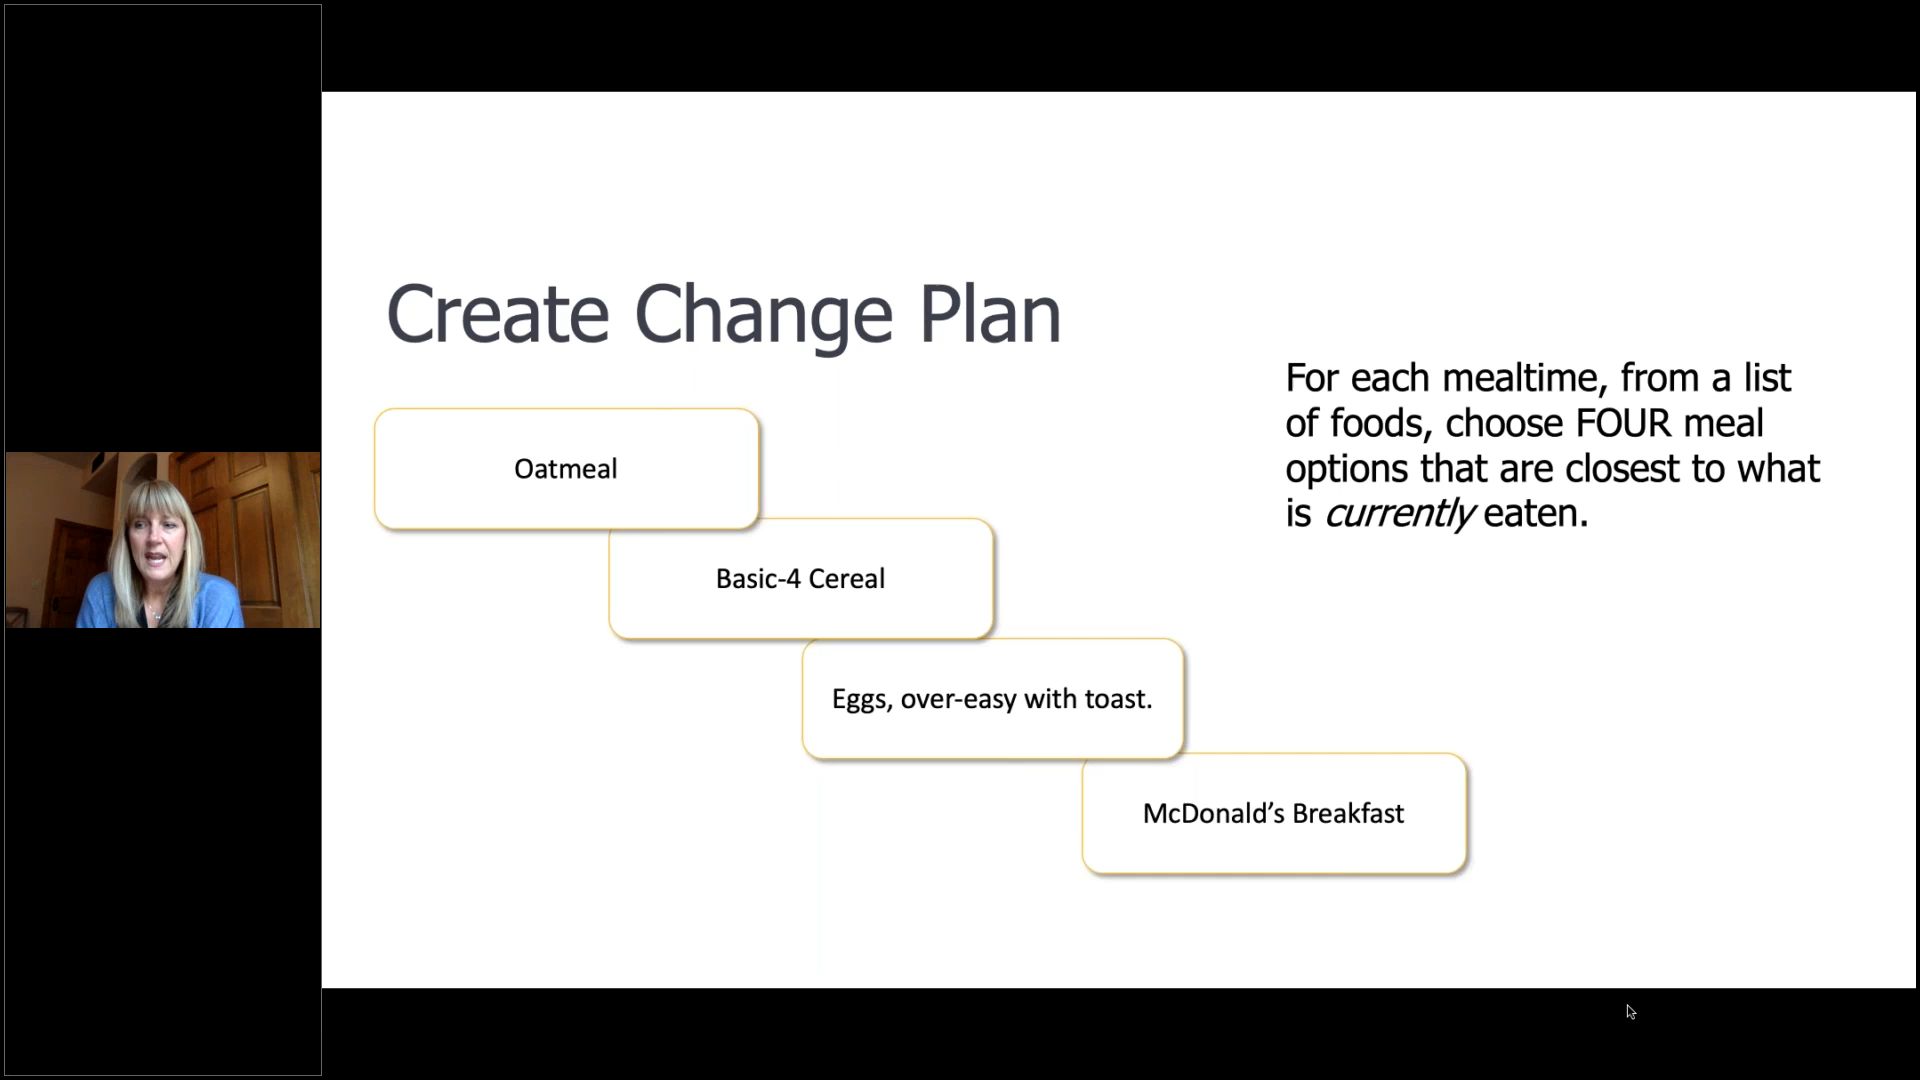 Create Change Plan
For each mealtime, from a list
of foods, choose FOUR meal
options that are closest to what
is currently eaten.
Oatmeal
Basic-4 Cereal
Eggs, over-easy with toast.
McDonald’s Breakfast